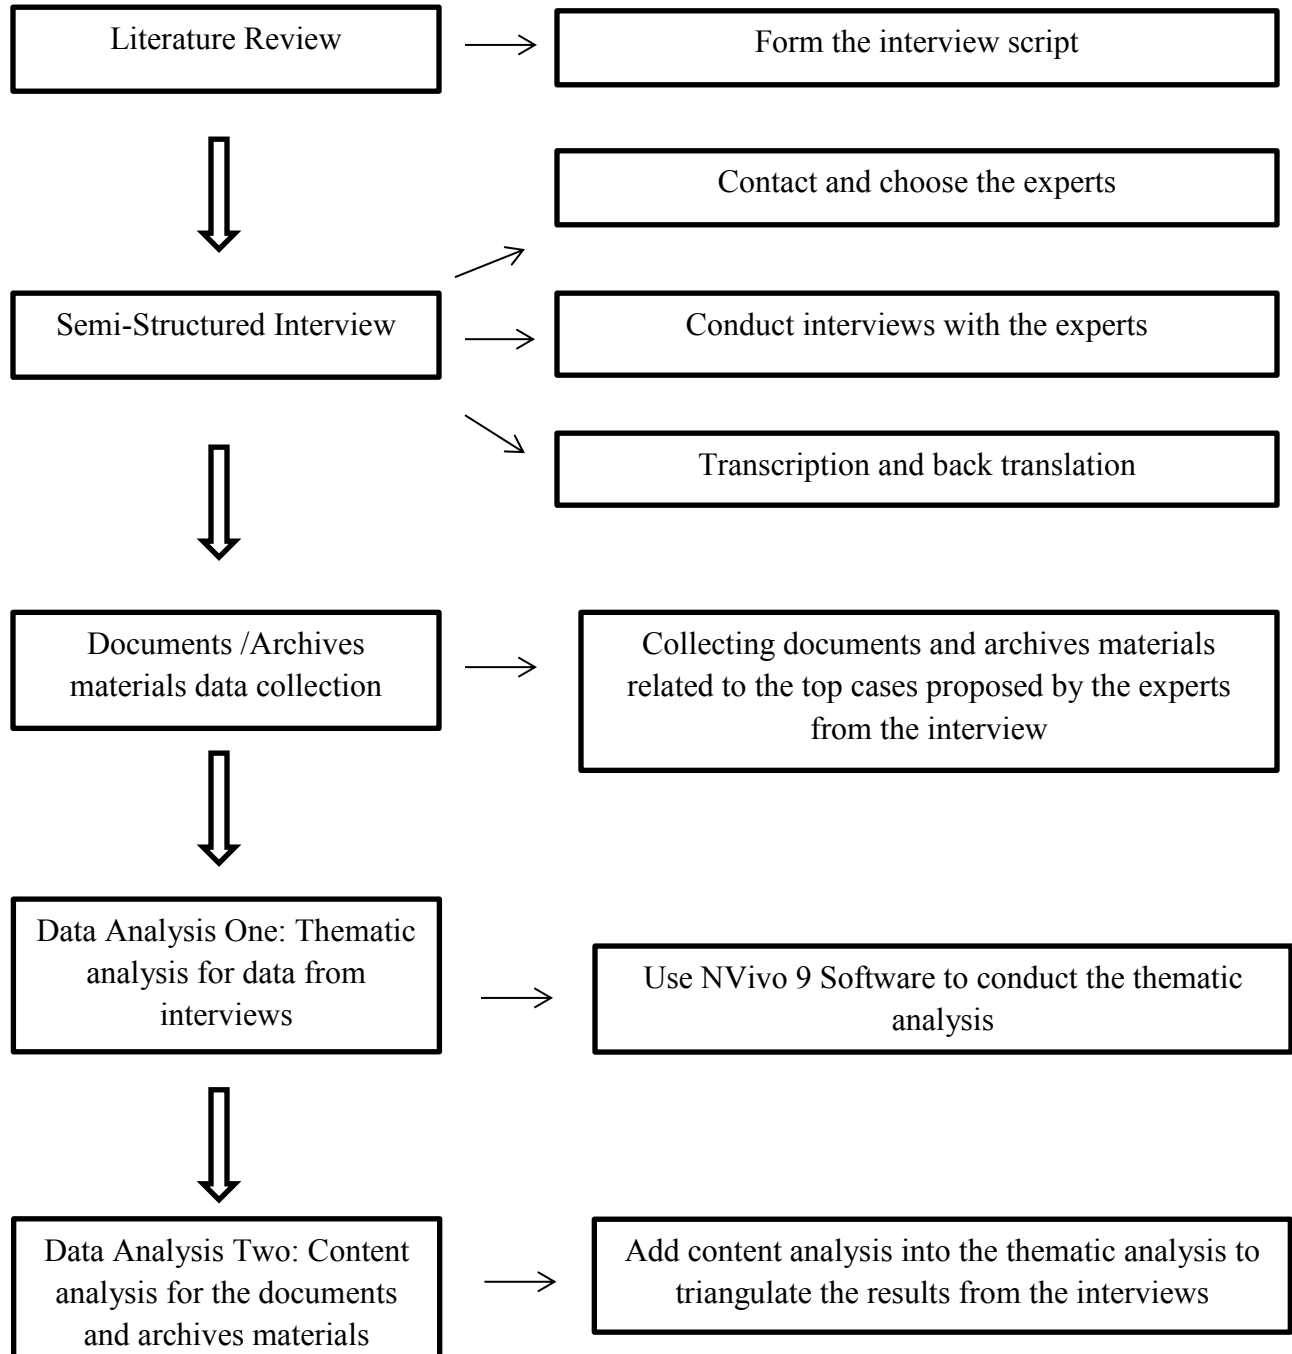 Literature Review
Form the interview script
Contact and choose the experts
Semi-Structured Interview
Conduct interviews with the experts
Transcription and back translation
Documents /Archives
materials data collection
Collecting documents and archives materials
related to the top cases proposed by the experts
from the interview
Data Analysis One: Thematic
analysis for data from
interviews
Use NVivo 9 Software to conduct the thematic
analysis
Data Analysis Two: Content
analysis for the documents
and archives materials
Add content analysis into the thematic analysis to
triangulate the results from the interviews